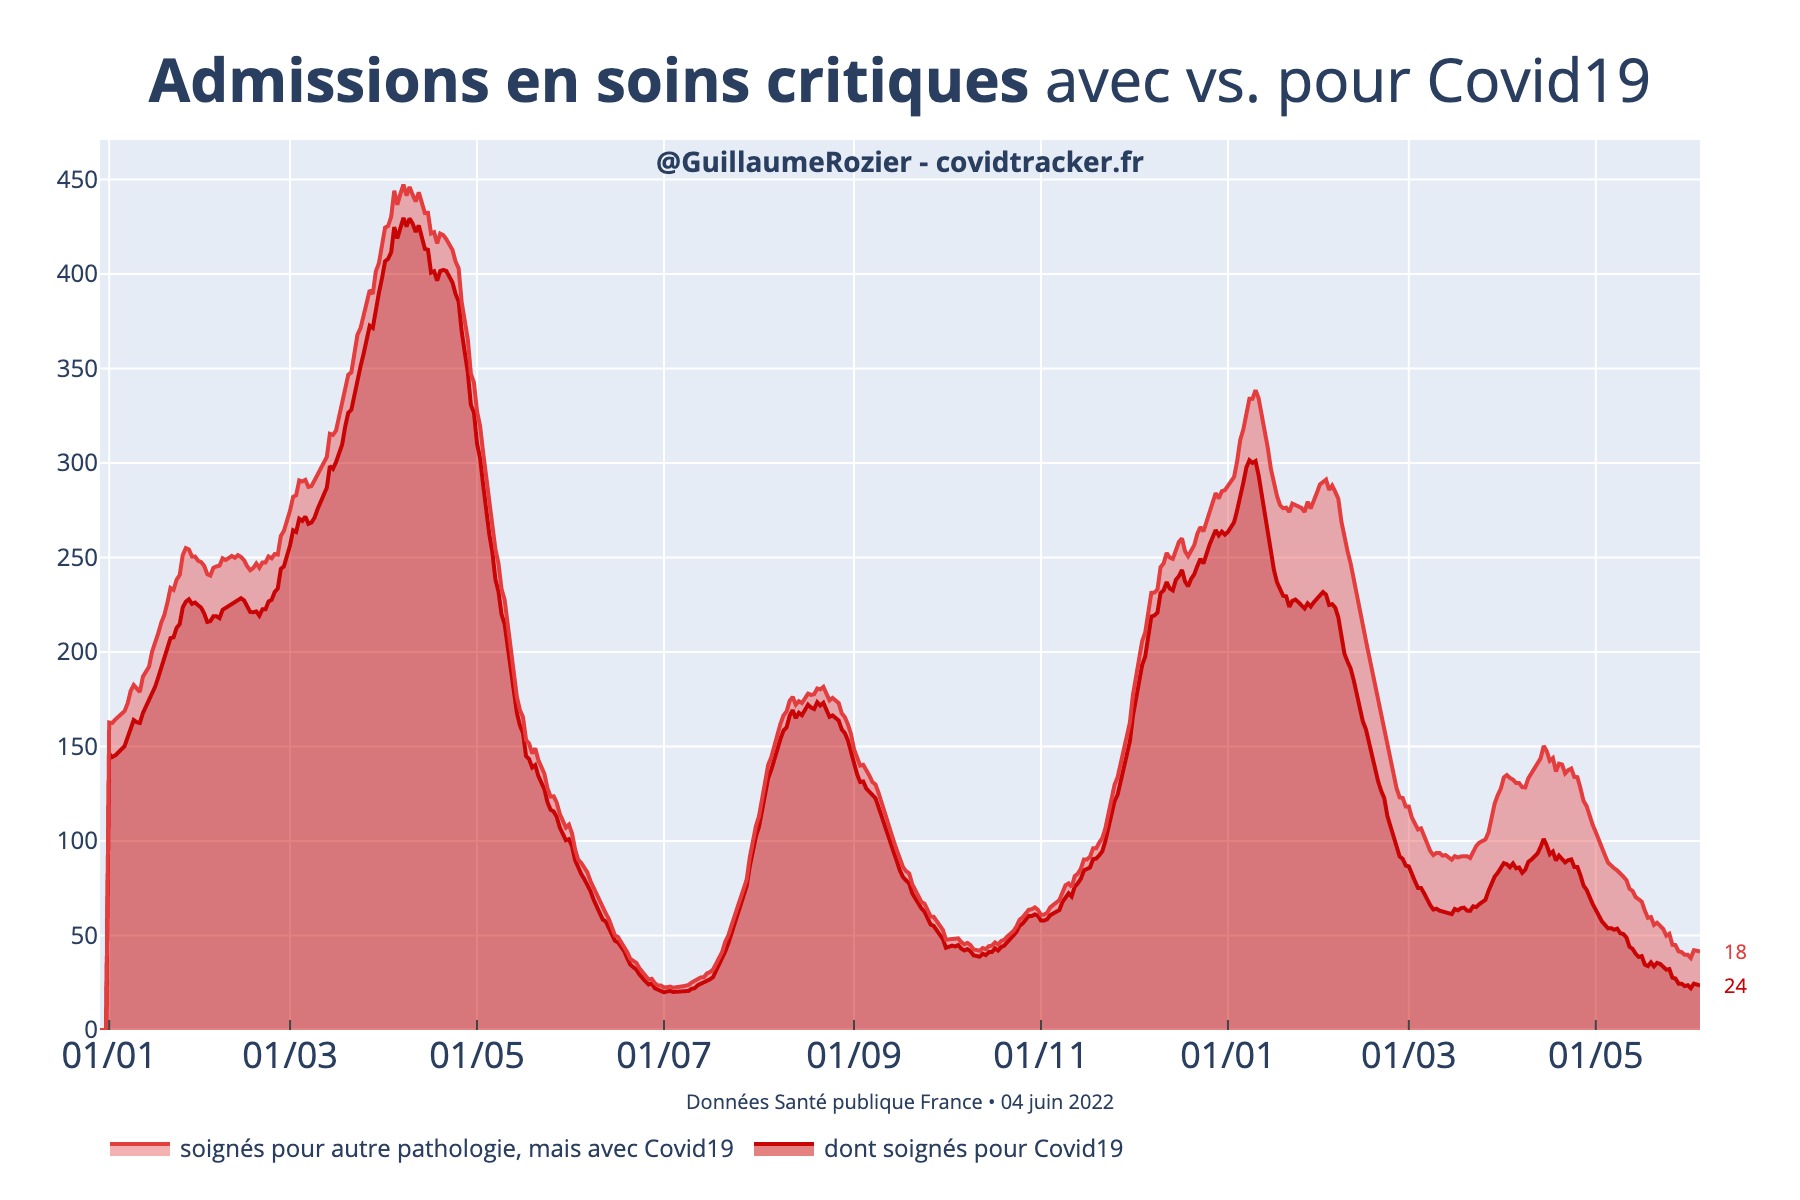 Admissions en soins critiques avec vs. pour Covid19
@GuillaumeRozier - covidtracker.fr
450
400
350
300
250
200
150
100
50
0
18
24
01/01 01/03 01/05 01/07 01/09 01/11 01/01 01/03 01/05
Données Santé publique France • 04 juin 2022
soignés pour autre pathologie, mais avec Covid19 dont soignés pour Covid19